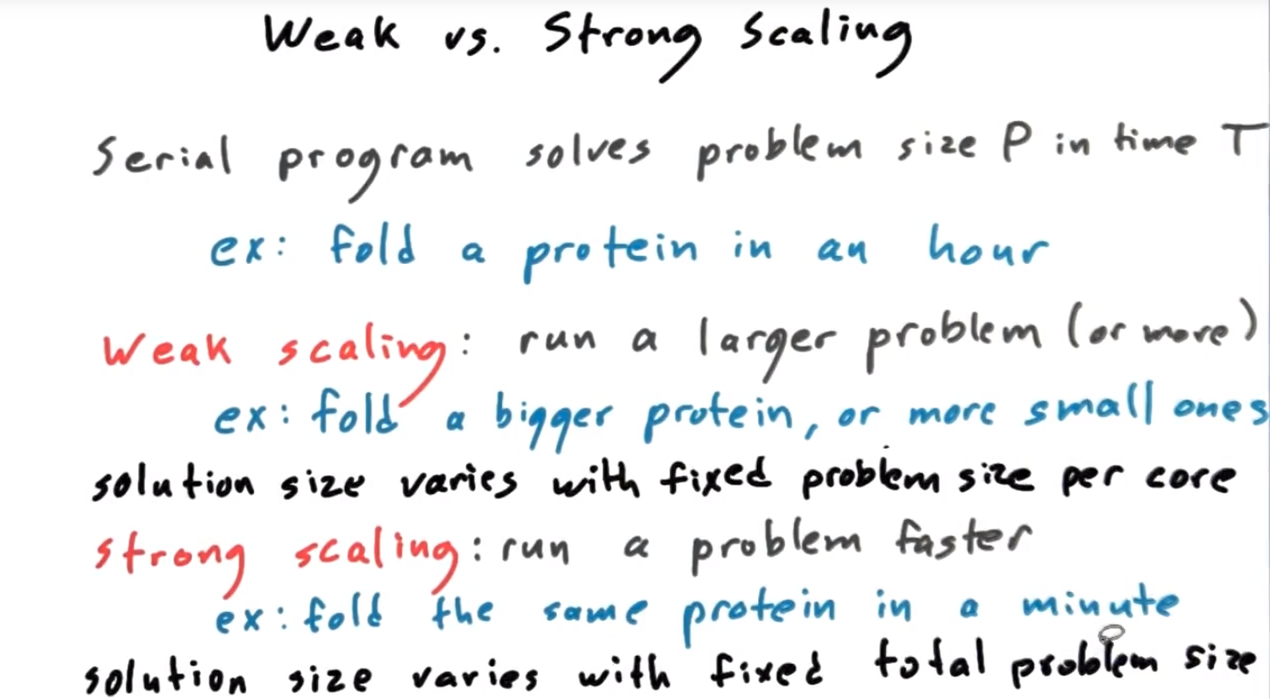 Weak vs. Strong Scaling
Serial program solves problem size P in time T
ex: fold a protein in an hour
Weak scaling: run a larger problem (or more)
ex: fold a bigger protein, or more small ones
solution size varies with fixed problem size per core
strong scaling: run a problem faster
ex: fold the same protein in a minute
solution size varies with fixed total problem size